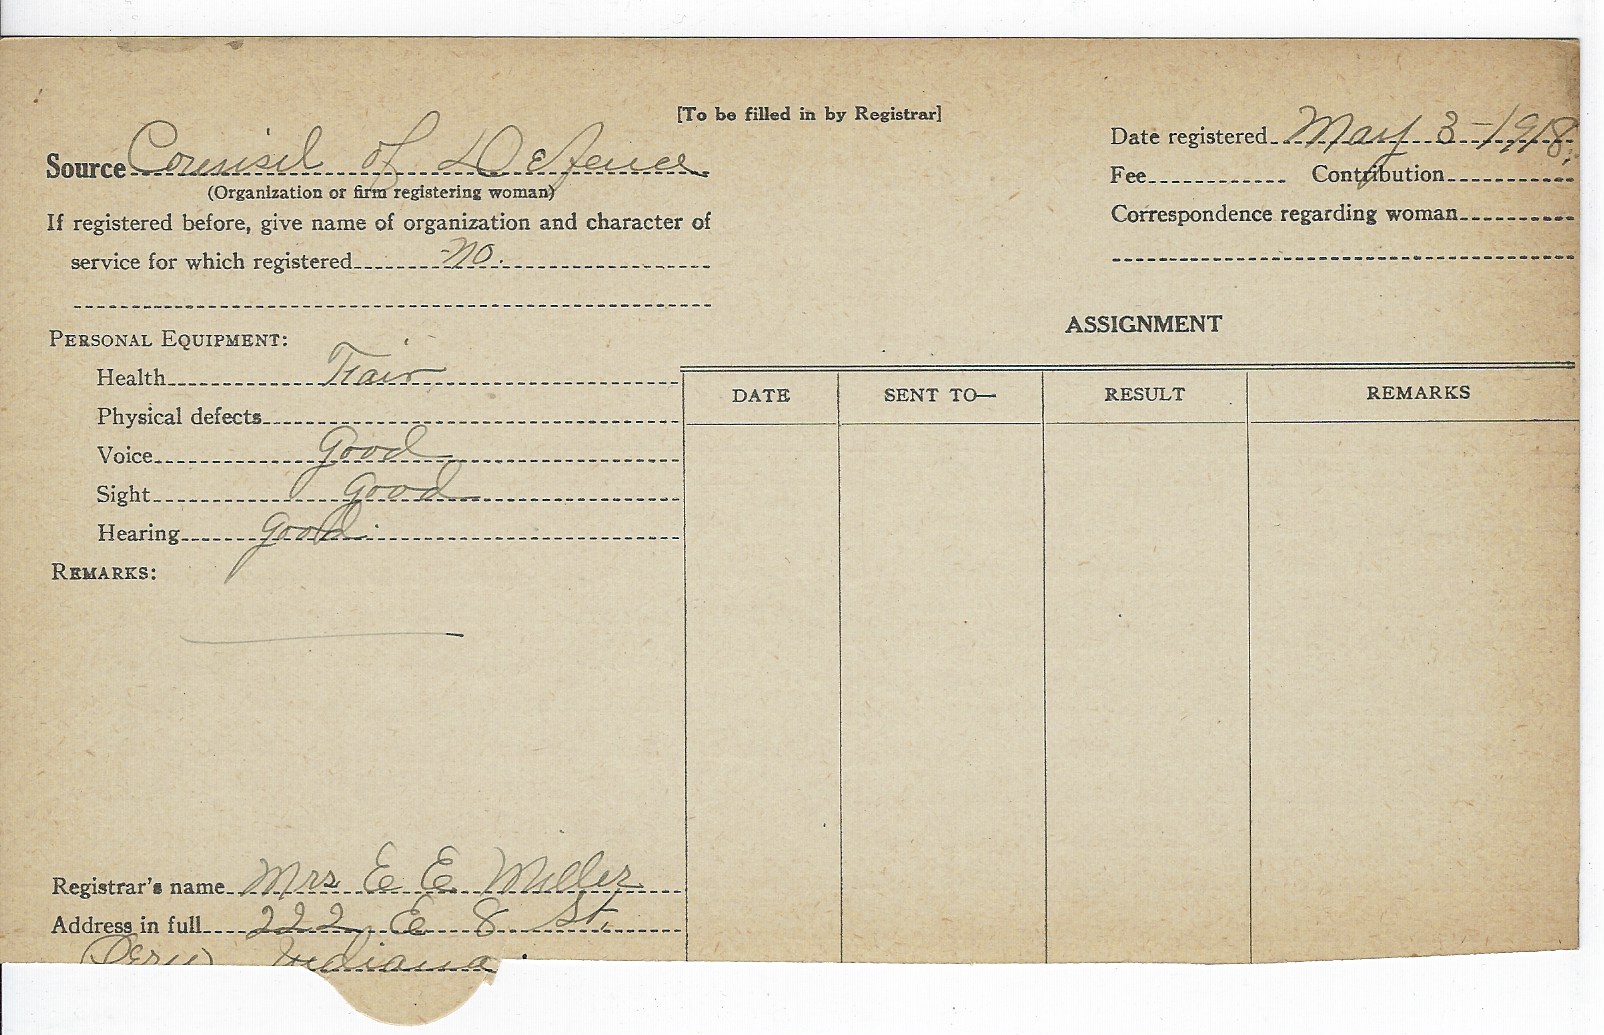 [To be filled in by Registrar]
Source Counsil of Defence.
(Organization or firm registering woman)
If registered before, give name of organization and character of
service for which registered no.
Date registered May 3-1918.
Fee Contribution
Correspondence regarding woman
PERSONAL EQUIPMENT:
Health Fair
Physical defects
Voice Good
Sight Good
Hearing Good.
REMARKS:
ASSIGNMENT
DATE SENT TO— RESULT REMARKS
Registrar's name Mrs E E Miller
Address in full 222 E 8 St.
Peru Indiana.